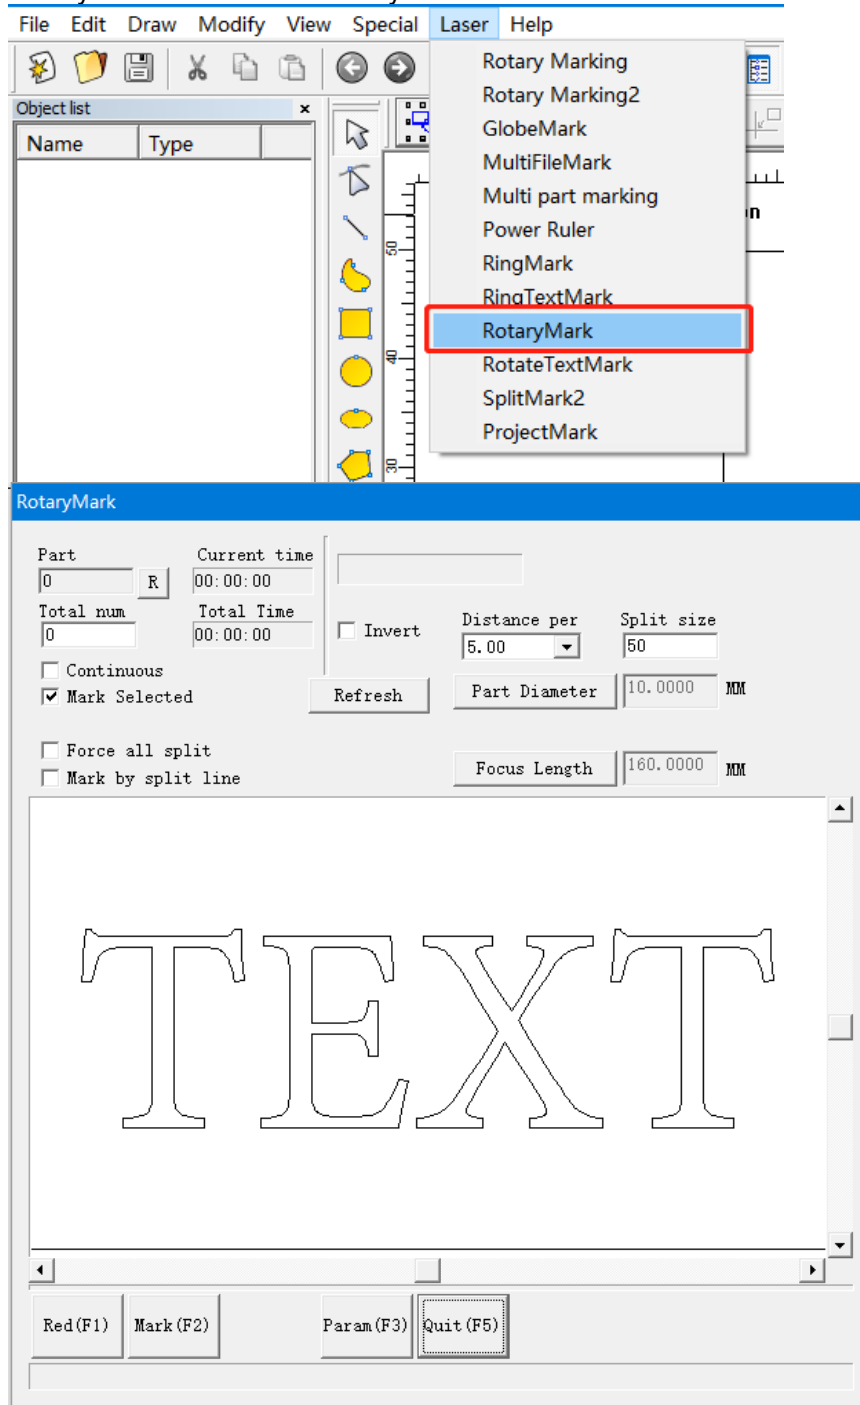 File Edit Draw Modify View Special Laser Help
Object list
Name Type
Rotary Marking
Rotary Marking2
GlobeMark
MultiFileMark
Multi part marking
Power Ruler
RingMark
RingTextMark
RotaryMark
RotateTextMark
SplitMark2
ProjectMark
50
40
30
RotaryMark
Part Current time
0 R 00:00:00
Total num Total Time
0 00:00:00
Invert
Distance per Split size
5.00 50
Continuous
Mark Selected
Refresh Part Diameter 10.0000 MM
Force all split
Mark by split line
Focus Length 160.0000 MM
TEXT
Red(F1) Mark(F2) Param(F3) Quit(F5)